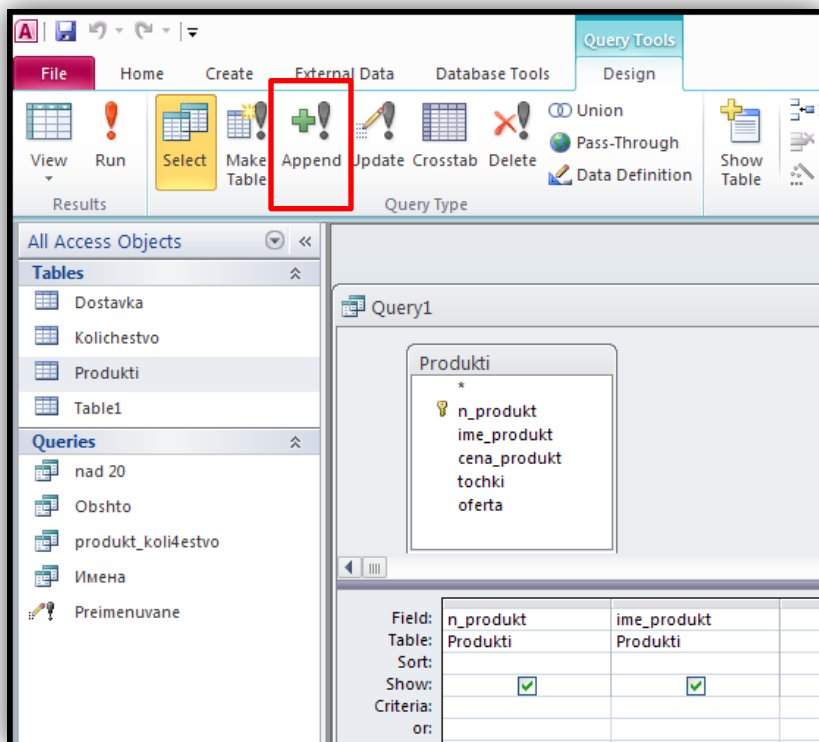 A
Query Tools
File Home Create External Data Database Tools Design
View Run Select Make Table Append Update Crosstab Delete
Union
Pass-Through
Data Definition
Show Table
Results
Query Type
All Access Objects
Tables
Dostavka
Kolichestvo
Produkti
Table1
Queries
nad 20
Obshto
produkt_koli4estvo
Имена
Preimenuvane
Query1
Produkti
*
n_produkt
ime_produkt
cena_produkt
tochki
oferta
Field: n_produkt ime_produkt
Table: Produkti Produkti
Sort:
Show:
Criteria:
or: